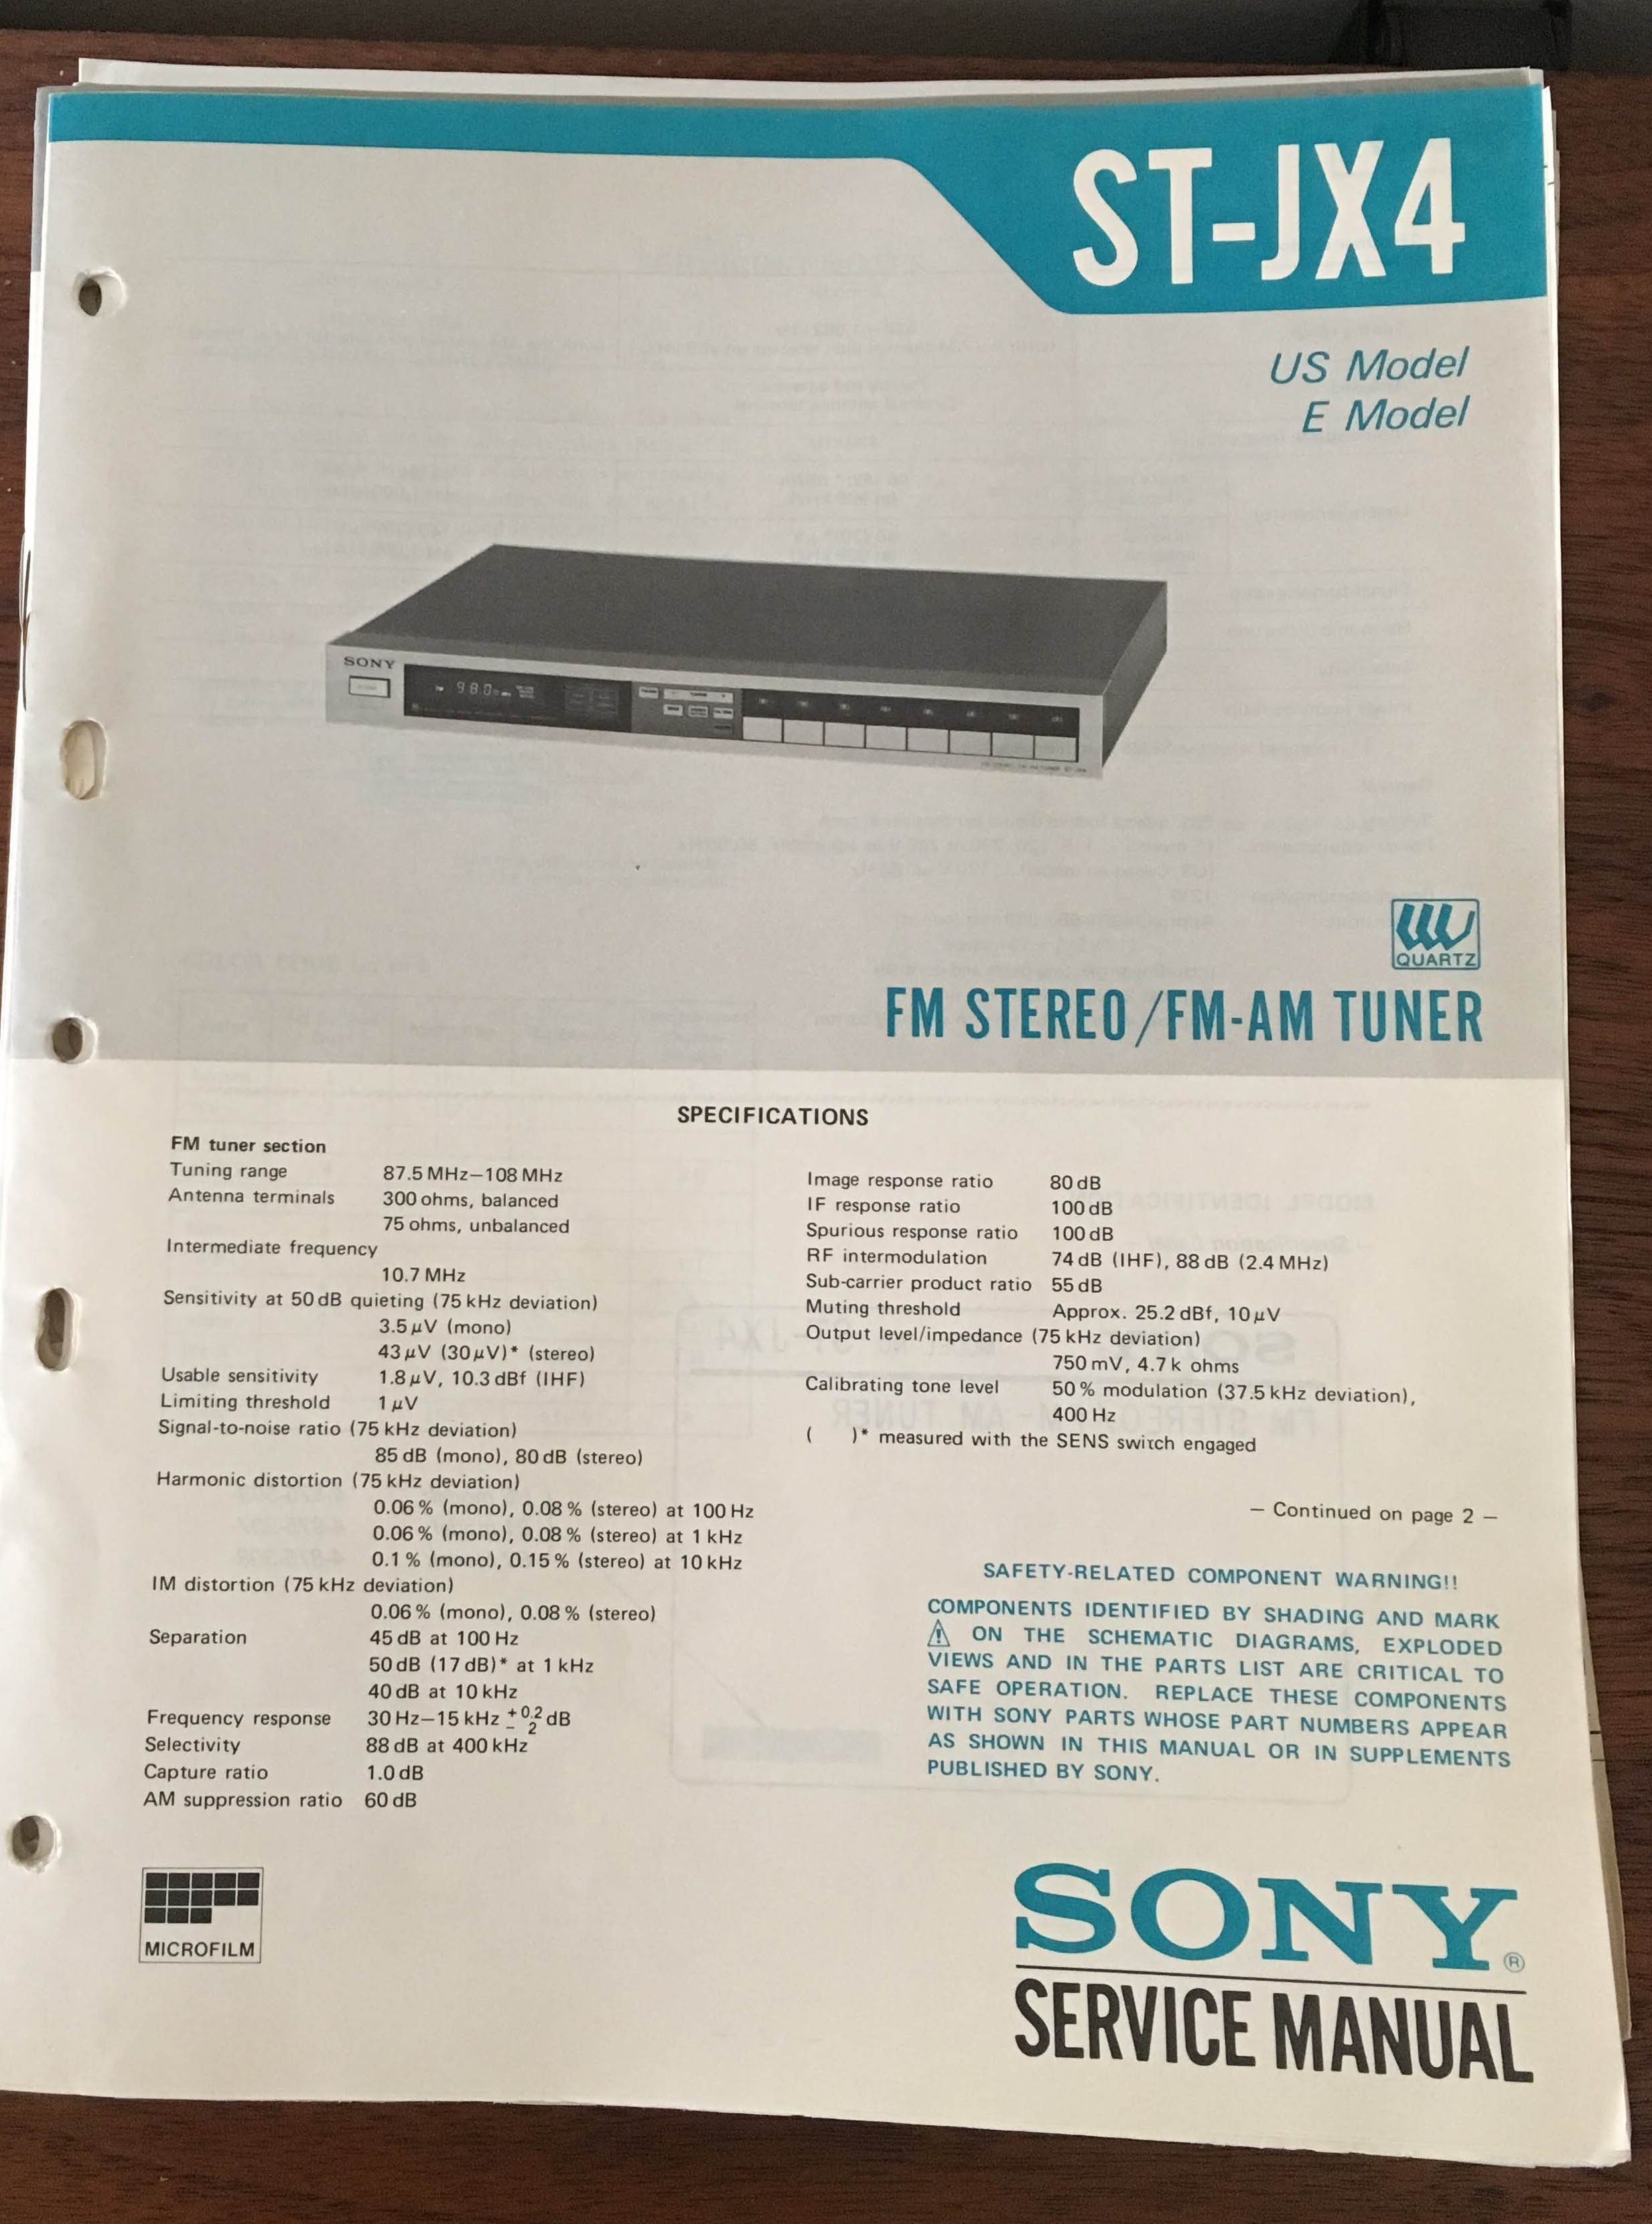 ST-JX4
US Model
E Model
SONY
98.0
QUARTZ
FM STEREO/FM-AM TUNER
SPECIFICATIONS
FM tuner section
Tuning range 87.5 MHz–108 MHz
Antenna terminals 300 ohms, balanced
75 ohms, unbalanced
Intermediate frequency
10.7 MHz
Sensitivity at 50 dB quieting (75 kHz deviation)
3.5 µV (mono)
43 µV (30 µV)* (stereo)
Usable sensitivity 1.8 µV, 10.3 dBf (IHF)
Limiting threshold 1 µV
Signal-to-noise ratio (75 kHz deviation)
85 dB (mono), 80 dB (stereo)
Harmonic distortion (75 kHz deviation)
0.06 % (mono), 0.08 % (stereo) at 100 Hz
0.06 % (mono), 0.08 % (stereo) at 1 kHz
0.1 % (mono), 0.15 % (stereo) at 10 kHz
IM distortion (75 kHz deviation)
0.06 % (mono), 0.08 % (stereo)
Separation 45 dB at 100 Hz
50 dB (17 dB)* at 1 kHz
40 dB at 10 kHz
Frequency response 30 Hz–15 kHz +0.2 −2 dB
Selectivity 88 dB at 400 kHz
Capture ratio 1.0 dB
AM suppression ratio 60 dB
Image response ratio 80 dB
IF response ratio 100 dB
Spurious response ratio 100 dB
RF intermodulation 74 dB (IHF), 88 dB (2.4 MHz)
Sub-carrier product ratio 55 dB
Muting threshold Approx. 25.2 dBf, 10 µV
Output level/impedance (75 kHz deviation)
750 mV, 4.7 k ohms
Calibrating tone level 50 % modulation (37.5 kHz deviation),
400 Hz
( )* measured with the SENS switch engaged
– Continued on page 2 –
SAFETY-RELATED COMPONENT WARNING!!
COMPONENTS IDENTIFIED BY SHADING AND MARK
⚠ ON THE SCHEMATIC DIAGRAMS, EXPLODED
VIEWS AND IN THE PARTS LIST ARE CRITICAL TO
SAFE OPERATION. REPLACE THESE COMPONENTS
WITH SONY PARTS WHOSE PART NUMBERS APPEAR
AS SHOWN IN THIS MANUAL OR IN SUPPLEMENTS
PUBLISHED BY SONY.
MICROFILM
SONY®
SERVICE MANUAL